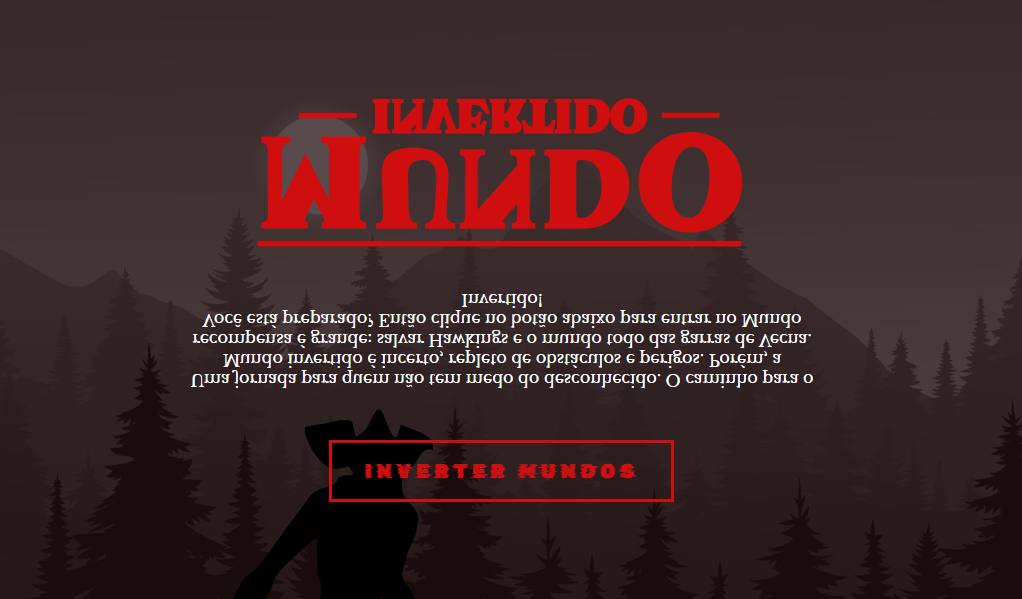 MUNDO
INVERTIDO
Uma jornada para quem não tem medo do desconhecido. O caminho para o
Mundo invertido é incerto, repleto de obstáculos e perigos. Porém, a
recompensa é grande: salvar Hawkings e o mundo todo das garras de Vecna.
Você está preparado? Então clique no botão abaixo para entrar no Mundo
Invertido!
INVERTER MUNDOS